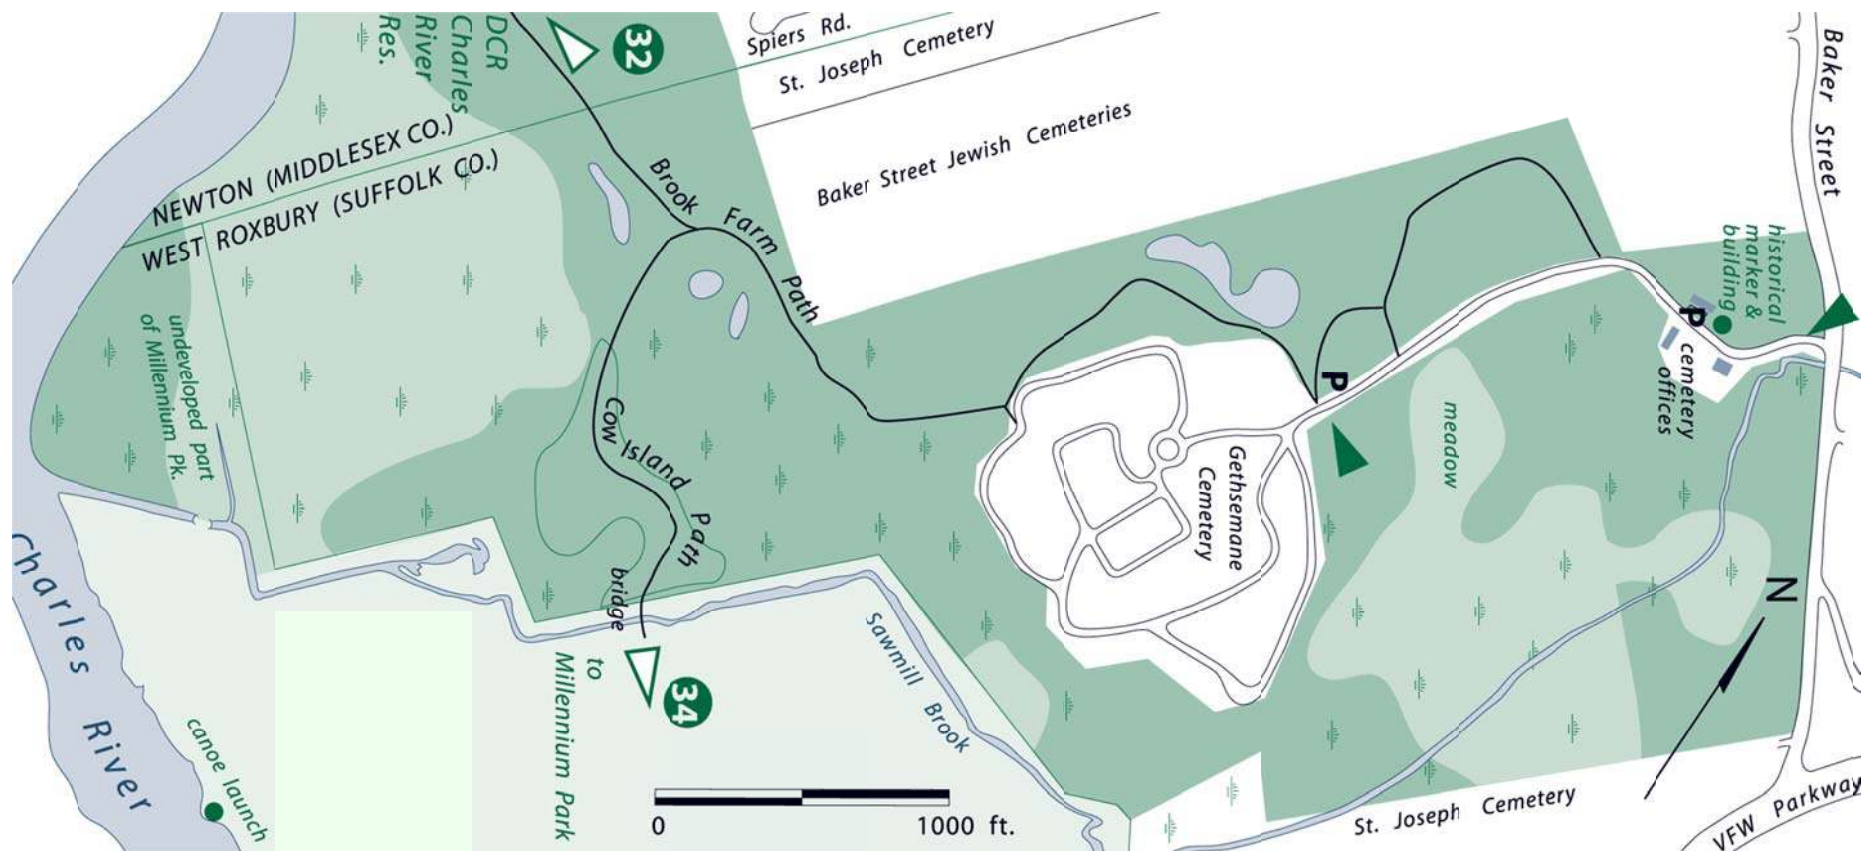 DCR
Charles
River
Res.
32
Spiers Rd.
St. Joseph Cemetery
Baker Street Jewish Cemeteries
Baker Street
NEWTON (MIDDLESEX CO.)
WEST ROXBURY (SUFFOLK CO.)
Brook Farm Path
historical
marker &
building
P
cemetery
offices
P
undeveloped part
of Millennium Pk.
Cow Island Path
meadow
Gethsemane
Cemetery
bridge
N
Charles River
Sawmill Brook
to
Millennium Park
34
canoe launch
0 1000 ft.
St. Joseph Cemetery
VFW Parkway